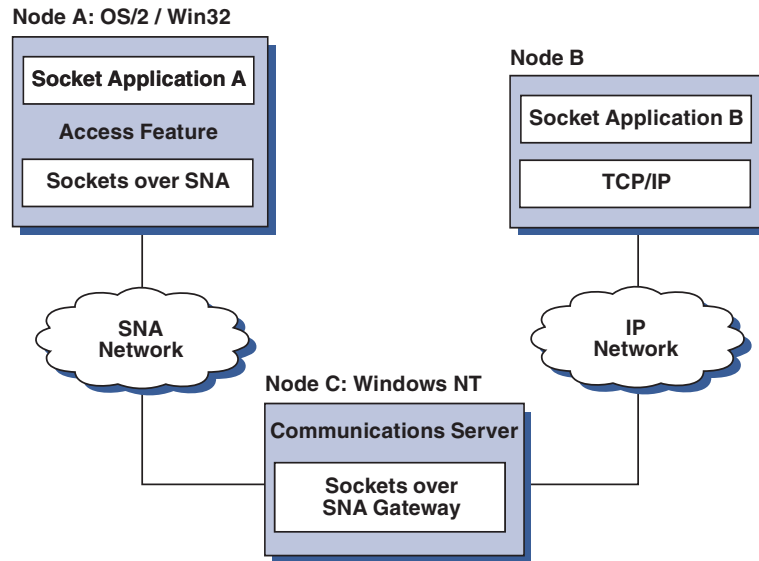 Node A: OS/2 / Win32
Socket Application A
Access Feature
Sockets over SNA
Node B
Socket Application B
TCP/IP
SNA
Network
IP
Network
Node C: Windows NT
Communications Server
Sockets over
SNA Gateway